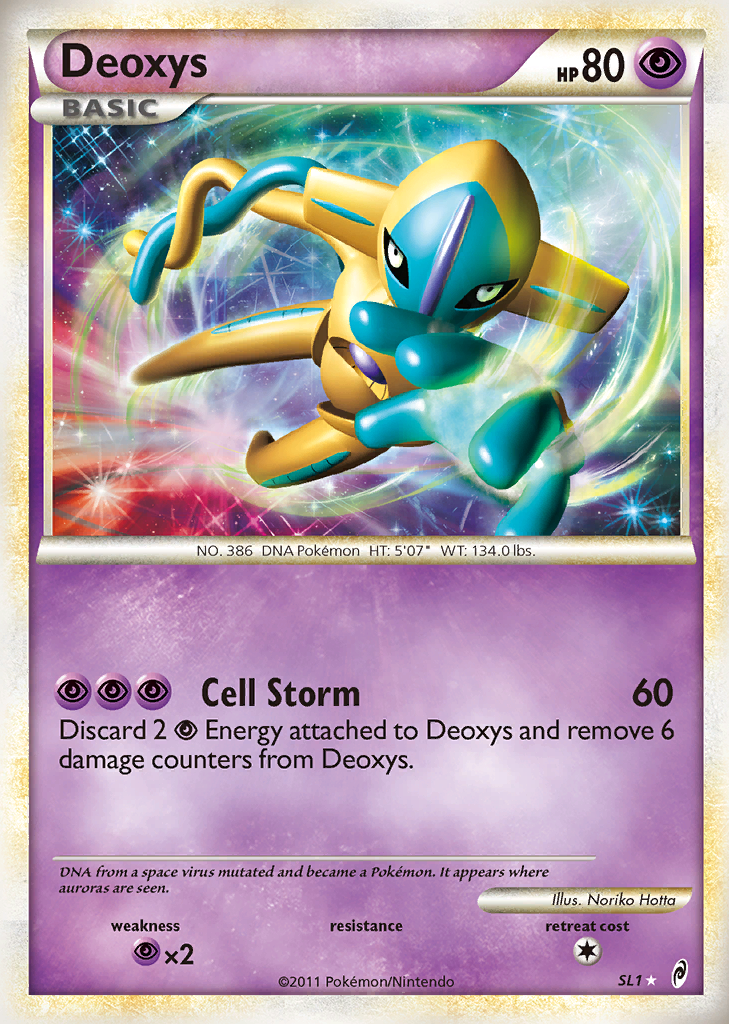 Deoxys
HP 80
BASIC
NO. 386 DNA Pokémon HT: 5'07" WT: 134.0 lbs.
Cell Storm 60
Discard 2 Energy attached to Deoxys and remove 6
damage counters from Deoxys.
DNA from a space virus mutated and became a Pokémon. It appears where
auroras are seen.
Illus. Noriko Hotta
weakness resistance retreat cost
×2
©2011 Pokémon/Nintendo SL1